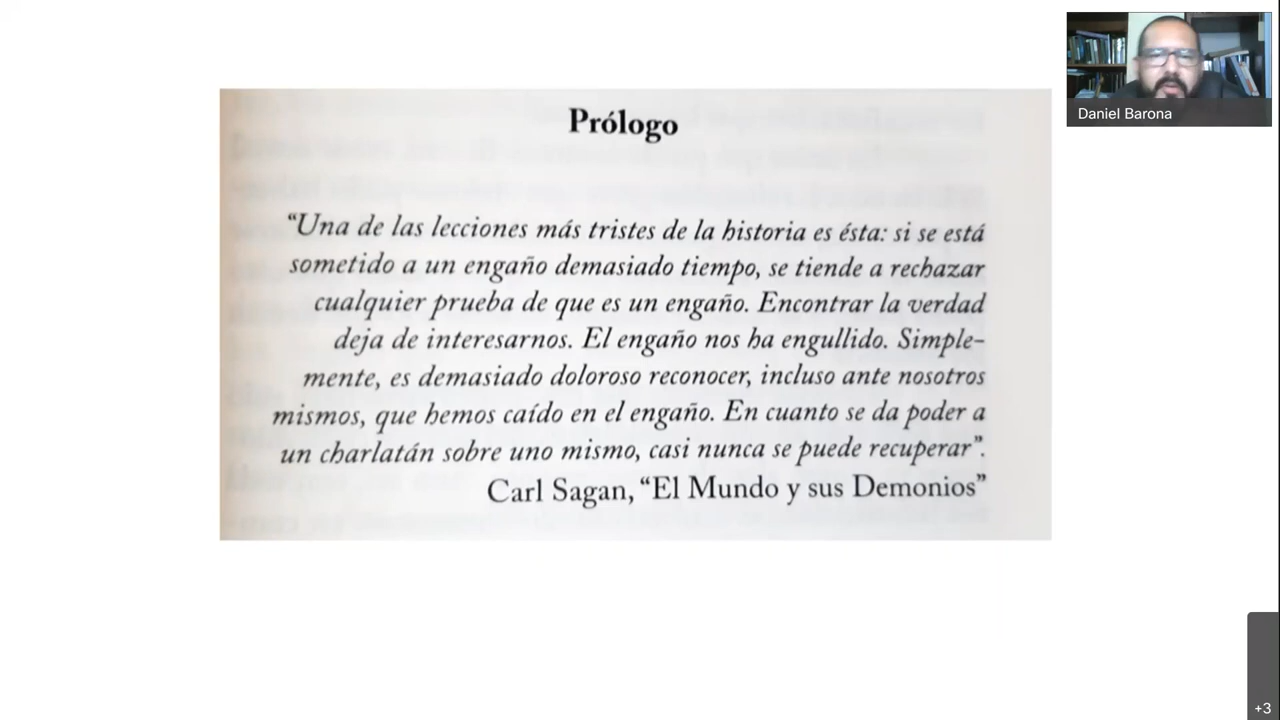 Prólogo
“Una de las lecciones más tristes de la historia es ésta: si se está
sometido a un engaño demasiado tiempo, se tiende a rechazar
cualquier prueba de que es un engaño. Encontrar la verdad
deja de interesarnos. El engaño nos ha engullido. Simple-
mente, es demasiado doloroso reconocer, incluso ante nosotros
mismos, que hemos caído en el engaño. En cuanto se da poder a
un charlatán sobre uno mismo, casi nunca se puede recuperar”.
Carl Sagan, “El Mundo y sus Demonios”
Daniel Barona
+3